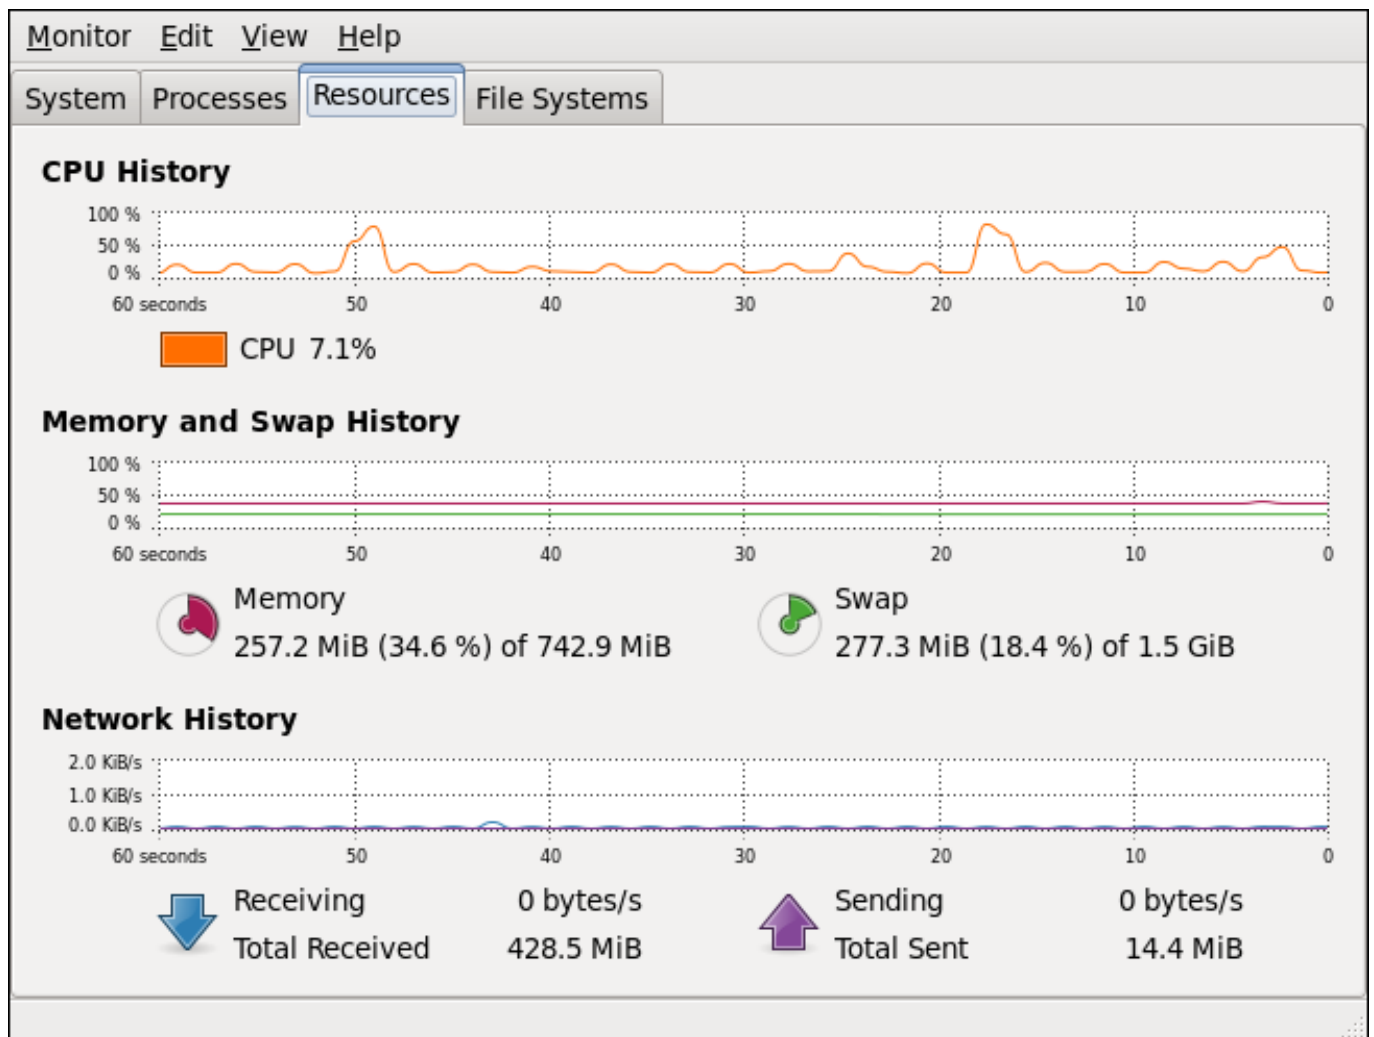 Monitor Edit View Help
System Processes Resources File Systems
CPU History
100 %
50 %
0 %
60 seconds 50 40 30 20 10 0
CPU 7.1%
Memory and Swap History
100 %
50 %
0 %
60 seconds 50 40 30 20 10 0
Memory Swap
257.2 MiB (34.6 %) of 742.9 MiB 277.3 MiB (18.4 %) of 1.5 GiB
Network History
2.0 KiB/s
1.0 KiB/s
0.0 KiB/s
60 seconds 50 40 30 20 10 0
Receiving 0 bytes/s Sending 0 bytes/s
Total Received 428.5 MiB Total Sent 14.4 MiB